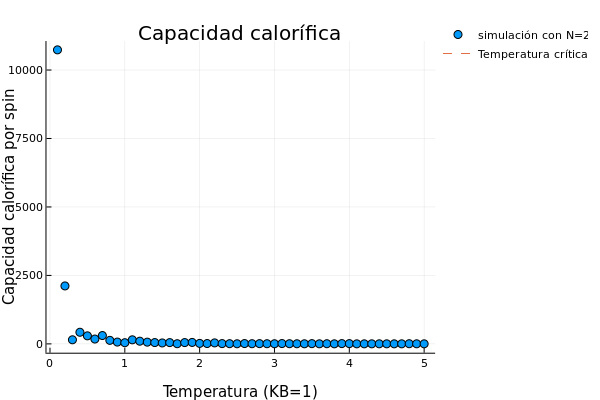 Capacidad calorífica
simulación con N=2
Temperatura crítica
Capacidad calorífica por spin
10000
7500
5000
2500
0
0 1 2 3 4 5
Temperatura (KB=1)